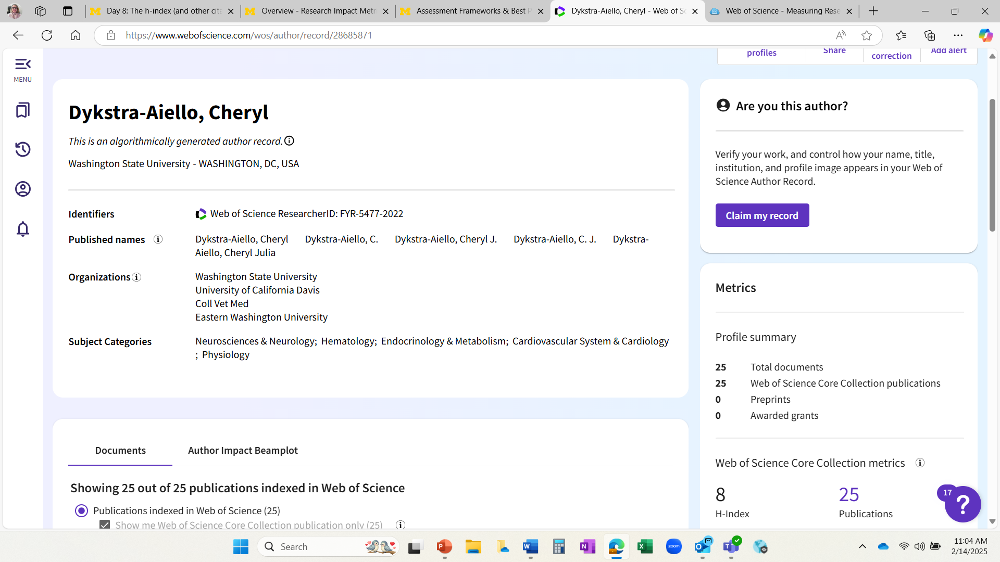 Day 8: The h-index (and other cita
Overview - Research Impact Metri
Assessment Frameworks & Best P
Dykstra-Aiello, Cheryl - Web of Sc
Web of Science - Measuring Rese
https://www.webofscience.com/wos/author/record/28685871
MENU
profiles
Share
correction
Add alert
Dykstra-Aiello, Cheryl
This is an algorithmically generated author record.
Washington State University - WASHINGTON, DC, USA
Identifiers
Web of Science ResearcherID: FYR-5477-2022
Published names
Dykstra-Aiello, Cheryl Dykstra-Aiello, C. Dykstra-Aiello, Cheryl J. Dykstra-Aiello, C. J. Dykstra-
Aiello, Cheryl Julia
Organizations
Washington State University
University of California Davis
Coll Vet Med
Eastern Washington University
Subject Categories
Neurosciences & Neurology; Hematology; Endocrinology & Metabolism; Cardiovascular System & Cardiology
; Physiology
Documents
Author Impact Beamplot
Showing 25 out of 25 publications indexed in Web of Science
Publications indexed in Web of Science (25)
Show me Web of Science Core Collection publication only (25)
Are you this author?
Verify your work, and control how your name, title,
institution, and profile image appears in your Web of
Science Author Record.
Claim my record
Metrics
Profile summary
25 Total documents
25 Web of Science Core Collection publications
0 Preprints
0 Awarded grants
Web of Science Core Collection metrics
8
H-Index
25
Publications
17
?
Search
zoom
11:04 AM
2/14/2025